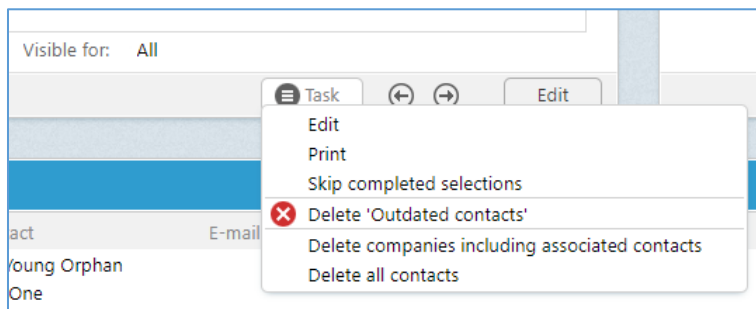 Visible for: All
Task Edit
Edit
Print
Skip completed selections
Delete 'Outdated contacts'
act E-mail
Delete companies including associated contacts
Young Orphan
Delete all contacts
One